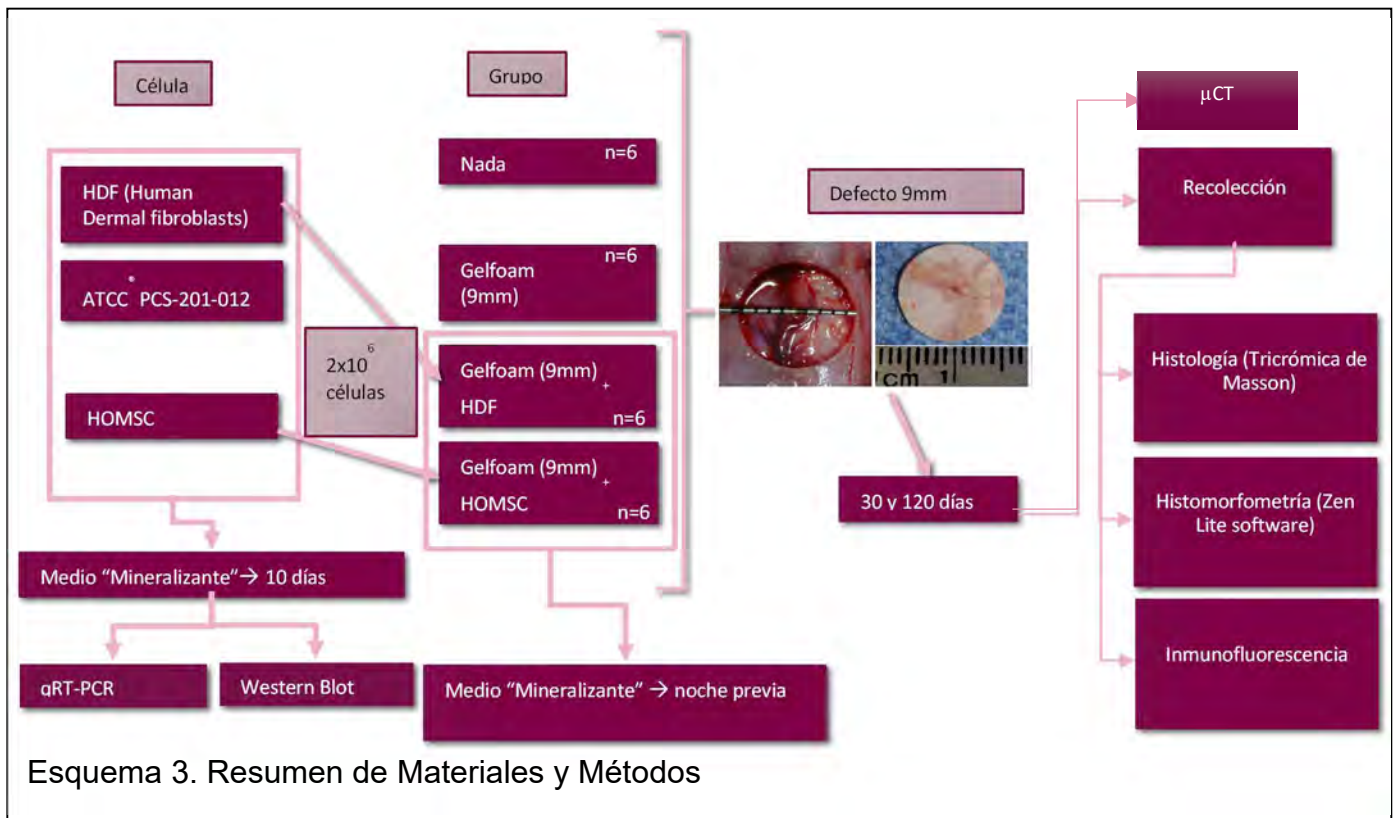 Célula
HDF (Human
Dermal fibroblasts)
ATCC® PCS-201-012
HOMSC
2x10⁶
células
Grupo
Nada n=6
Gelfoam n=6
(9mm)
Gelfoam (9mm) +
HDF
n=6
Gelfoam (9mm) +
HOMSC
n=6
Medio “Mineralizante”→ 10 días
qRT-PCR
Western Blot
Medio “Mineralizante” → noche previa
Defecto 9mm
cm 1
30 y 120 días
µCT
Recolección
Histología (Tricrómica de
Masson)
Histomorfometría (Zen
Lite software)
Inmunofluorescencia
Esquema 3. Resumen de Materiales y Métodos